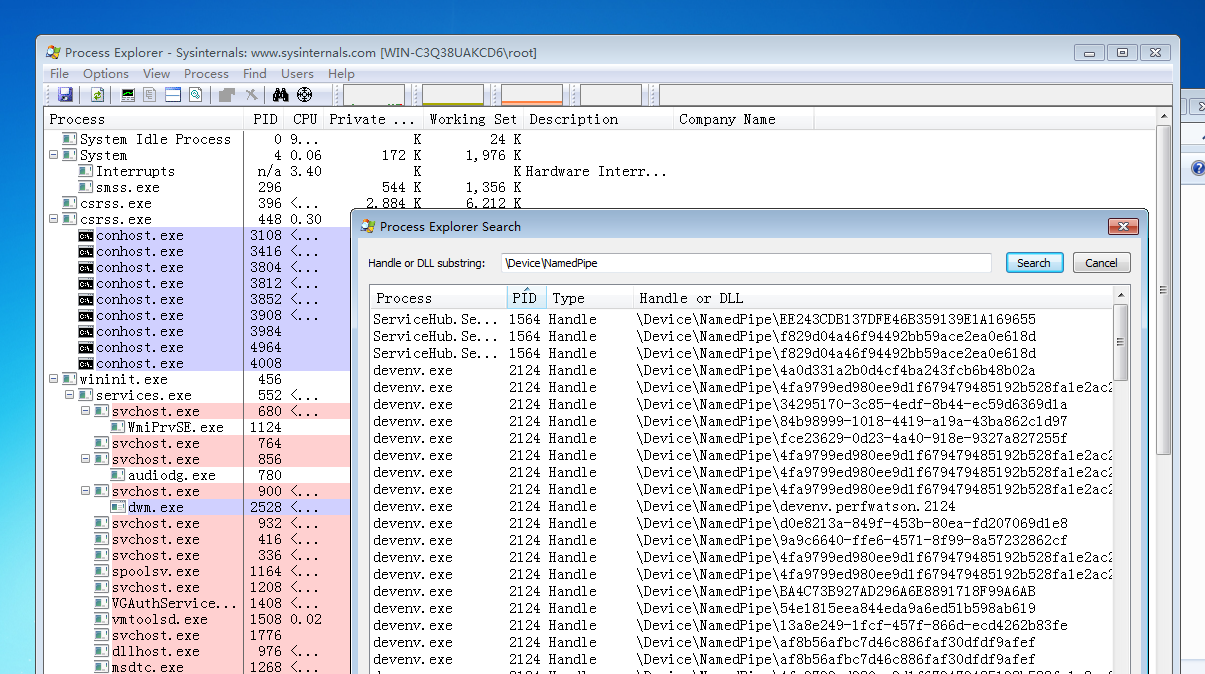 Process Explorer - Sysinternals: www.sysinternals.com [WIN-C3Q38UAKCD6\root]
File Options View Process Find Users Help
Process PID CPU Private ... Working Set Description Company Name
System Idle Process 0 9... K 24 K
System 4 0.06 172 K 1,976 K
Interrupts n/a 3.40 K K Hardware Interr...
smss.exe 296 544 K 1,356 K
csrss.exe 396 <... 2,884 K 6,212 K
csrss.exe 448 0.30
conhost.exe 3108 <...
conhost.exe 3416 <...
conhost.exe 3804 <...
conhost.exe 3812 <...
conhost.exe 3852 <...
conhost.exe 3908 <...
conhost.exe 3984
conhost.exe 4964
conhost.exe 4008
wininit.exe 456
services.exe 552 <...
svchost.exe 680 <...
WmiPrvSE.exe 1124
svchost.exe 764
svchost.exe 856
audiodg.exe 780
svchost.exe 900 <...
dwm.exe 2528 <...
svchost.exe 932 <...
svchost.exe 416 <...
svchost.exe 336 <...
spoolsv.exe 1164 <...
svchost.exe 1208 <...
VGAuthService... 1408 <...
vmtoolsd.exe 1508 0.02
svchost.exe 1776
dllhost.exe 976 <...
msdtc.exe 1268 <...
Process Explorer Search
Handle or DLL substring: \Device\NamedPipe Search Cancel
Process PID Type Handle or DLL
ServiceHub.Se... 1564 Handle \Device\NamedPipe\EE243CDB137DFE46B359139E1A169655
ServiceHub.Se... 1564 Handle \Device\NamedPipe\f829d04a46f94492bb59ace2ea0e618d
ServiceHub.Se... 1564 Handle \Device\NamedPipe\f829d04a46f94492bb59ace2ea0e618d
devenv.exe 2124 Handle \Device\NamedPipe\4a0d331a2b0d4cf4ba243fcb6b48b02a
devenv.exe 2124 Handle \Device\NamedPipe\4fa9799ed980ee9d1f679479485192b528fa1e2ac2
devenv.exe 2124 Handle \Device\NamedPipe\34295170-3c85-4edf-8b44-ec59d6369d1a
devenv.exe 2124 Handle \Device\NamedPipe\84b98999-1018-4419-a19a-43ba862c1d97
devenv.exe 2124 Handle \Device\NamedPipe\fce23629-0d23-4a40-918e-9327a827255f
devenv.exe 2124 Handle \Device\NamedPipe\4fa9799ed980ee9d1f679479485192b528fa1e2ac2
devenv.exe 2124 Handle \Device\NamedPipe\4fa9799ed980ee9d1f679479485192b528fa1e2ac2
devenv.exe 2124 Handle \Device\NamedPipe\4fa9799ed980ee9d1f679479485192b528fa1e2ac2
devenv.exe 2124 Handle \Device\NamedPipe\devenv.perfwatson.2124
devenv.exe 2124 Handle \Device\NamedPipe\d0e8213a-849f-453b-80ea-fd207069d1e8
devenv.exe 2124 Handle \Device\NamedPipe\9a9c6640-ffe6-4571-8f99-8a57232862cf
devenv.exe 2124 Handle \Device\NamedPipe\4fa9799ed980ee9d1f679479485192b528fa1e2ac2
devenv.exe 2124 Handle \Device\NamedPipe\4fa9799ed980ee9d1f679479485192b528fa1e2ac2
devenv.exe 2124 Handle \Device\NamedPipe\BA4C73B927AD296A6E8891718F99A6AB
devenv.exe 2124 Handle \Device\NamedPipe\54e1815eea844eda9a6ed51b598ab619
devenv.exe 2124 Handle \Device\NamedPipe\13a8e249-1fcf-457f-866d-ecd4262b83fe
devenv.exe 2124 Handle \Device\NamedPipe\af8b56afbc7d46c886faf30dfdf9afef
devenv.exe 2124 Handle \Device\NamedPipe\af8b56afbc7d46c886faf30dfdf9afef